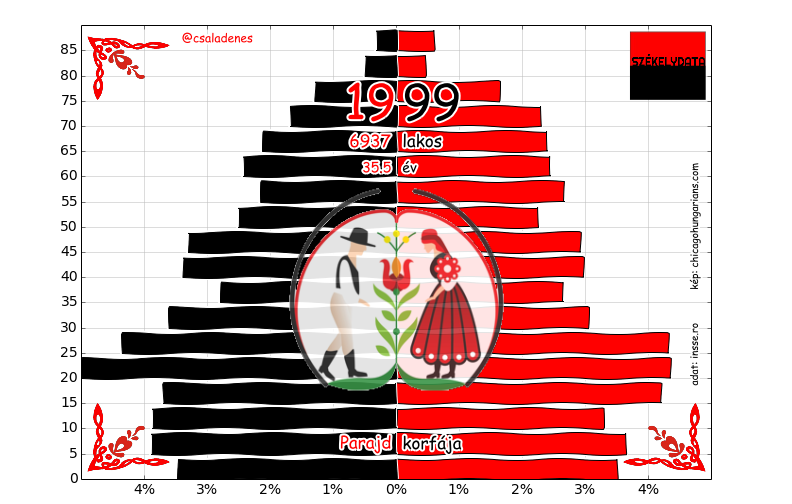 @csaladenes
SZÉKELYDATA
1999
6937 lakos
35.5 év
kép: chicagohungarians.com
adat: insse.ro
Parajd korfája
85
80
75
70
65
60
55
50
45
40
35
30
25
20
15
10
5
0
4% 3% 2% 1% 0% 1% 2% 3% 4%